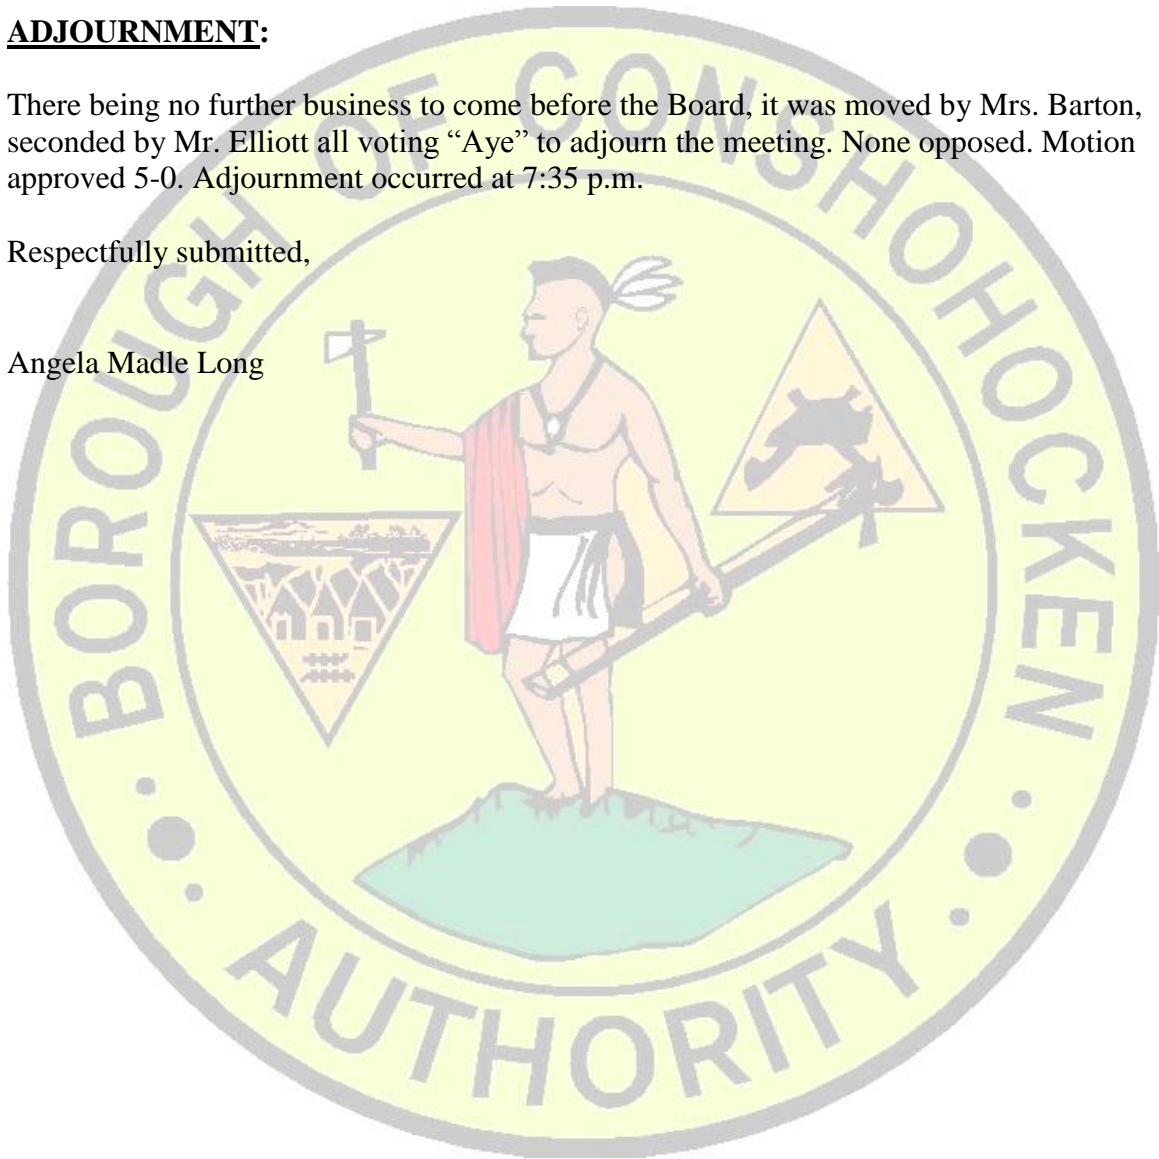 ADJOURNMENT:
There being no further business to come before the Board, it was moved by Mrs. Barton,
seconded by Mr. Elliott all voting “Aye” to adjourn the meeting. None opposed. Motion
approved 5-0. Adjournment occurred at 7:35 p.m.
Respectfully submitted,
Angela Madle Long
BOROUGH OF CONSHOHOCKEN
AUTHORITY